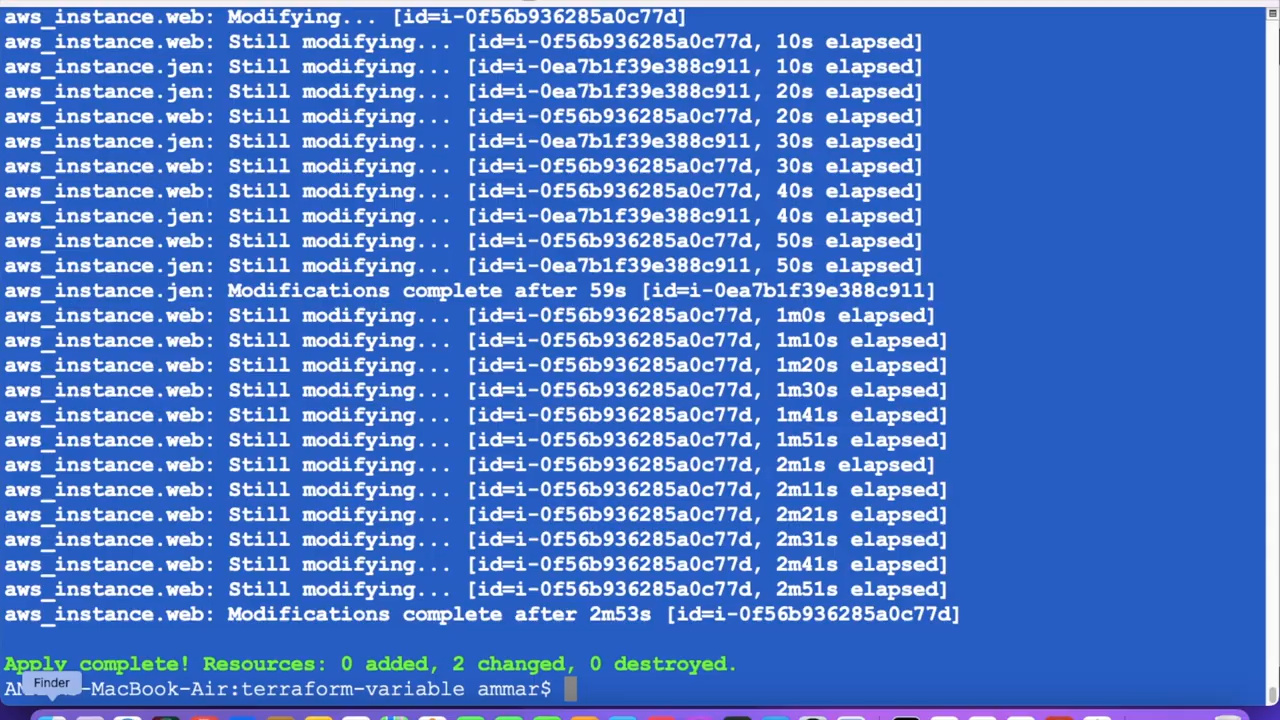 aws_instance.web: Modifying... [id=i-0f56b936285a0c77d]
aws_instance.web: Still modifying... [id=i-0f56b936285a0c77d, 10s elapsed]
aws_instance.jen: Still modifying... [id=i-0ea7b1f39e388c911, 10s elapsed]
aws_instance.jen: Still modifying... [id=i-0ea7b1f39e388c911, 20s elapsed]
aws_instance.web: Still modifying... [id=i-0f56b936285a0c77d, 20s elapsed]
aws_instance.jen: Still modifying... [id=i-0ea7b1f39e388c911, 30s elapsed]
aws_instance.web: Still modifying... [id=i-0f56b936285a0c77d, 30s elapsed]
aws_instance.web: Still modifying... [id=i-0f56b936285a0c77d, 40s elapsed]
aws_instance.jen: Still modifying... [id=i-0ea7b1f39e388c911, 40s elapsed]
aws_instance.web: Still modifying... [id=i-0f56b936285a0c77d, 50s elapsed]
aws_instance.jen: Still modifying... [id=i-0ea7b1f39e388c911, 50s elapsed]
aws_instance.jen: Modifications complete after 59s [id=i-0ea7b1f39e388c911]
aws_instance.web: Still modifying... [id=i-0f56b936285a0c77d, 1m0s elapsed]
aws_instance.web: Still modifying... [id=i-0f56b936285a0c77d, 1m10s elapsed]
aws_instance.web: Still modifying... [id=i-0f56b936285a0c77d, 1m20s elapsed]
aws_instance.web: Still modifying... [id=i-0f56b936285a0c77d, 1m30s elapsed]
aws_instance.web: Still modifying... [id=i-0f56b936285a0c77d, 1m41s elapsed]
aws_instance.web: Still modifying... [id=i-0f56b936285a0c77d, 1m51s elapsed]
aws_instance.web: Still modifying... [id=i-0f56b936285a0c77d, 2m1s elapsed]
aws_instance.web: Still modifying... [id=i-0f56b936285a0c77d, 2m11s elapsed]
aws_instance.web: Still modifying... [id=i-0f56b936285a0c77d, 2m21s elapsed]
aws_instance.web: Still modifying... [id=i-0f56b936285a0c77d, 2m31s elapsed]
aws_instance.web: Still modifying... [id=i-0f56b936285a0c77d, 2m41s elapsed]
aws_instance.web: Still modifying... [id=i-0f56b936285a0c77d, 2m51s elapsed]
aws_instance.web: Modifications complete after 2m53s [id=i-0f56b936285a0c77d]
Apply complete! Resources: 0 added, 2 changed, 0 destroyed.
Finder
-MacBook-Air:terraform-variable ammar$